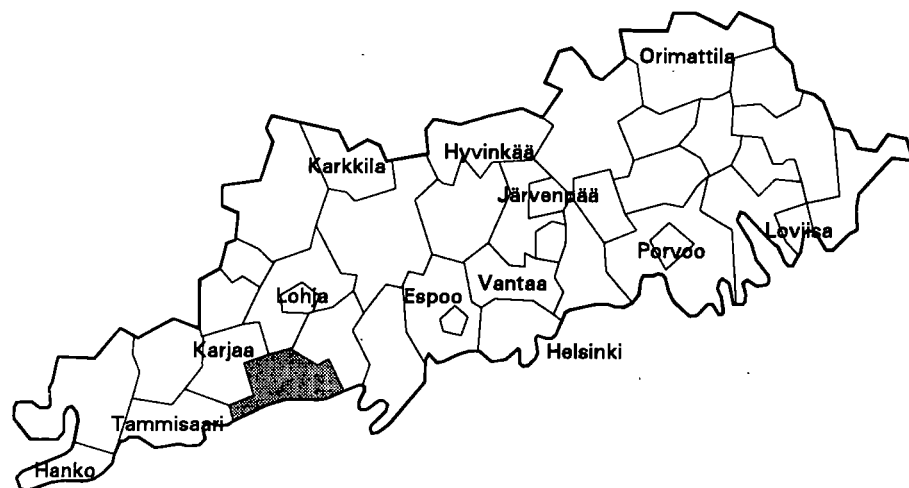 Orimattila
Karkkila
Hyvinkää
Järvenpää
Loviisa
Porvoo
Lohja
Espoo
Vantaa
Karjaa
Helsinki
Tammisaari
Hanko